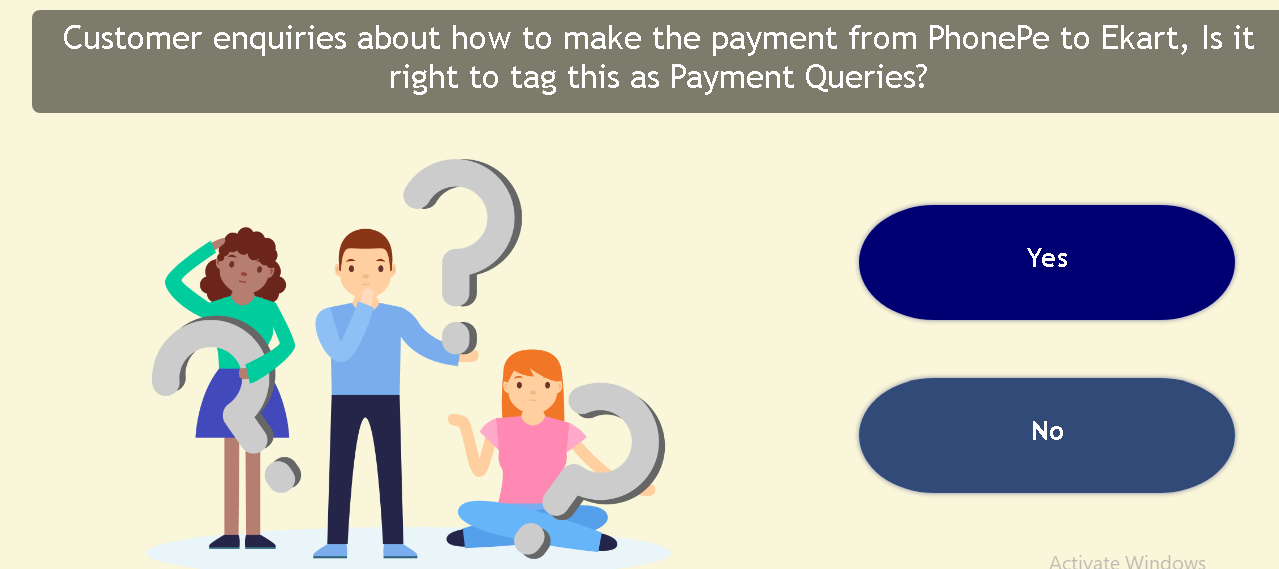 Customer enquiries about how to make the payment from PhonePe to Ekart, Is it
right to tag this as Payment Queries?
Yes
No
Activate Windows